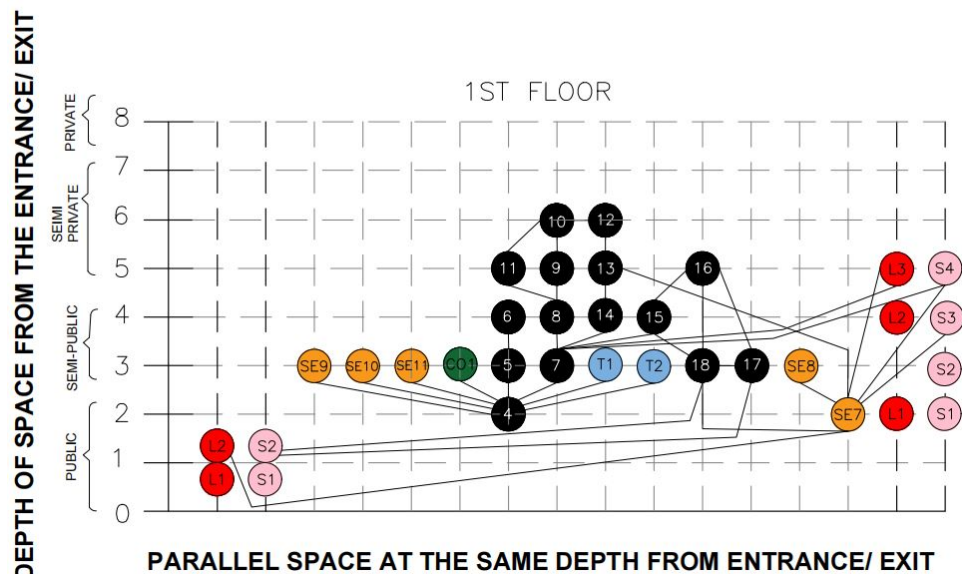 DEPTH OF SPACE FROM THE ENTRANCE/ EXIT
1ST FLOOR
PRIVATE
8
7
SEIMI
PRIVATE
6
10
12
5
11
9
13
16
L3
S4
SEMI-PUBLIC
4
6
8
14
15
L2
S3
3
SE9
SE10
SE11
CO1
5
7
T1
T2
18
17
SE8
S2
PUBLIC
2
4
SE7
L1
S1
L2
S2
1
L1
S1
0
PARALLEL SPACE AT THE SAME DEPTH FROM ENTRANCE/ EXIT